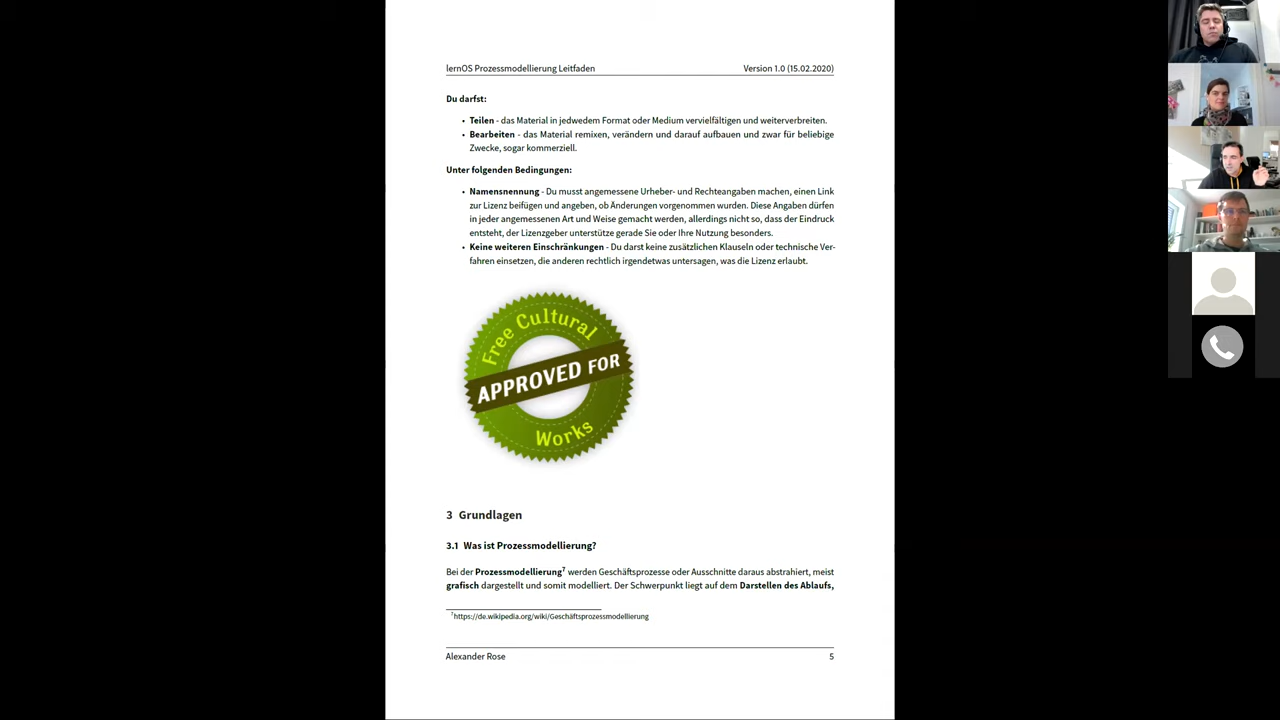 lernOS Prozessmodellierung Leitfaden Version 1.0 (15.02.2020)
Du darfst:
• Teilen - das Material in jedwedem Format oder Medium vervielfältigen und weiterverbreiten.
• Bearbeiten - das Material remixen, verändern und darauf aufbauen und zwar für beliebige
Zwecke, sogar kommerziell.
Unter folgenden Bedingungen:
• Namensnennung - Du musst angemessene Urheber- und Rechteangaben machen, einen Link
zur Lizenz beifügen und angeben, ob Änderungen vorgenommen wurden. Diese Angaben dürfen
in jeder angemessenen Art und Weise gemacht werden, allerdings nicht so, dass der Eindruck
entsteht, der Lizenzgeber unterstütze gerade Sie oder Ihre Nutzung besonders.
• Keine weiteren Einschränkungen - Du darst keine zusätzlichen Klauseln oder technische Ver-
fahren einsetzen, die anderen rechtlich irgendetwas untersagen, was die Lizenz erlaubt.
Free Cultural
APPROVED FOR
Works
3 Grundlagen
3.1 Was ist Prozessmodellierung?
Bei der Prozessmodellierung⁷ werden Geschäftsprozesse oder Ausschnitte daraus abstrahiert, meist
grafisch dargestellt und somit modelliert. Der Schwerpunkt liegt auf dem Darstellen des Ablaufs,
⁷https://de.wikipedia.org/wiki/Geschäftsprozessmodellierung
Alexander Rose 5